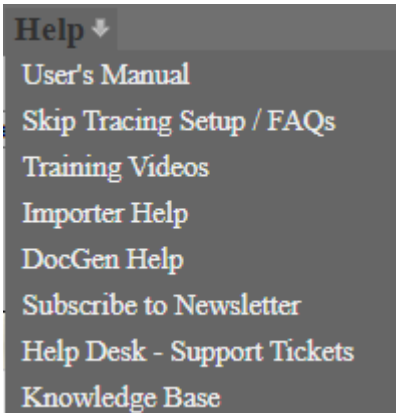 Help
User's Manual
Skip Tracing Setup / FAQs
Training Videos
Importer Help
DocGen Help
Subscribe to Newsletter
Help Desk - Support Tickets
Knowledge Base